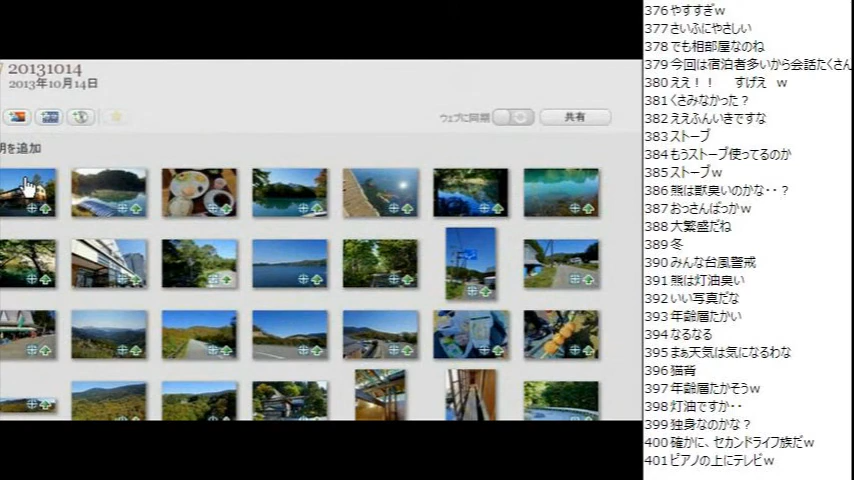 20131014
2013年10月14日
ウェブに同期
共有
明を追加
376 やすすぎｗ
377 さいふにやさしい
378 でも相部屋なのね
379 今回は宿泊者多いから会話たくさん
380 ええ！！　すげえ　ｗ
381 くさみなかった？
382 ええふんいきですな
383 ストーブ
384 もうストーブ使ってるのか
385 ストーブｗ
386 熊は獣臭いのかな・・？
387 おっさんばっかｗ
388 大繁盛だね
389 冬
390 みんな台風警戒
391 熊は灯油臭い
392 いい写真だな
393 年齢層たかい
394 なるなる
395 まぁ天気は気になるわな
396 猫背
397 年齢層たかそうｗ
398 灯油ですか・・
399 独身なのかな？
400 確かに、セカンドライフ族だｗ
401 ピアノの上にテレビｗ